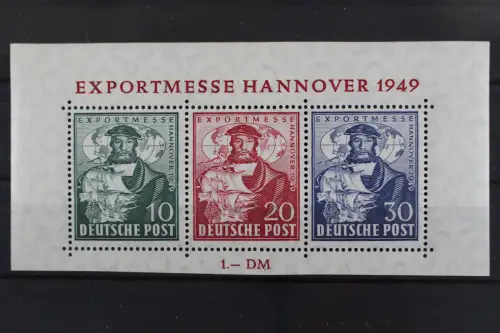 EXPORTMESSE HANNOVER 1949
EXPORTMESSE
HANNOVER 1949
10
DEUTSCHE POST
EXPORTMESSE
HANNOVER 1949
20
DEUTSCHE POST
EXPORTMESSE
HANNOVER 1949
30
DEUTSCHE POST
1.– DM